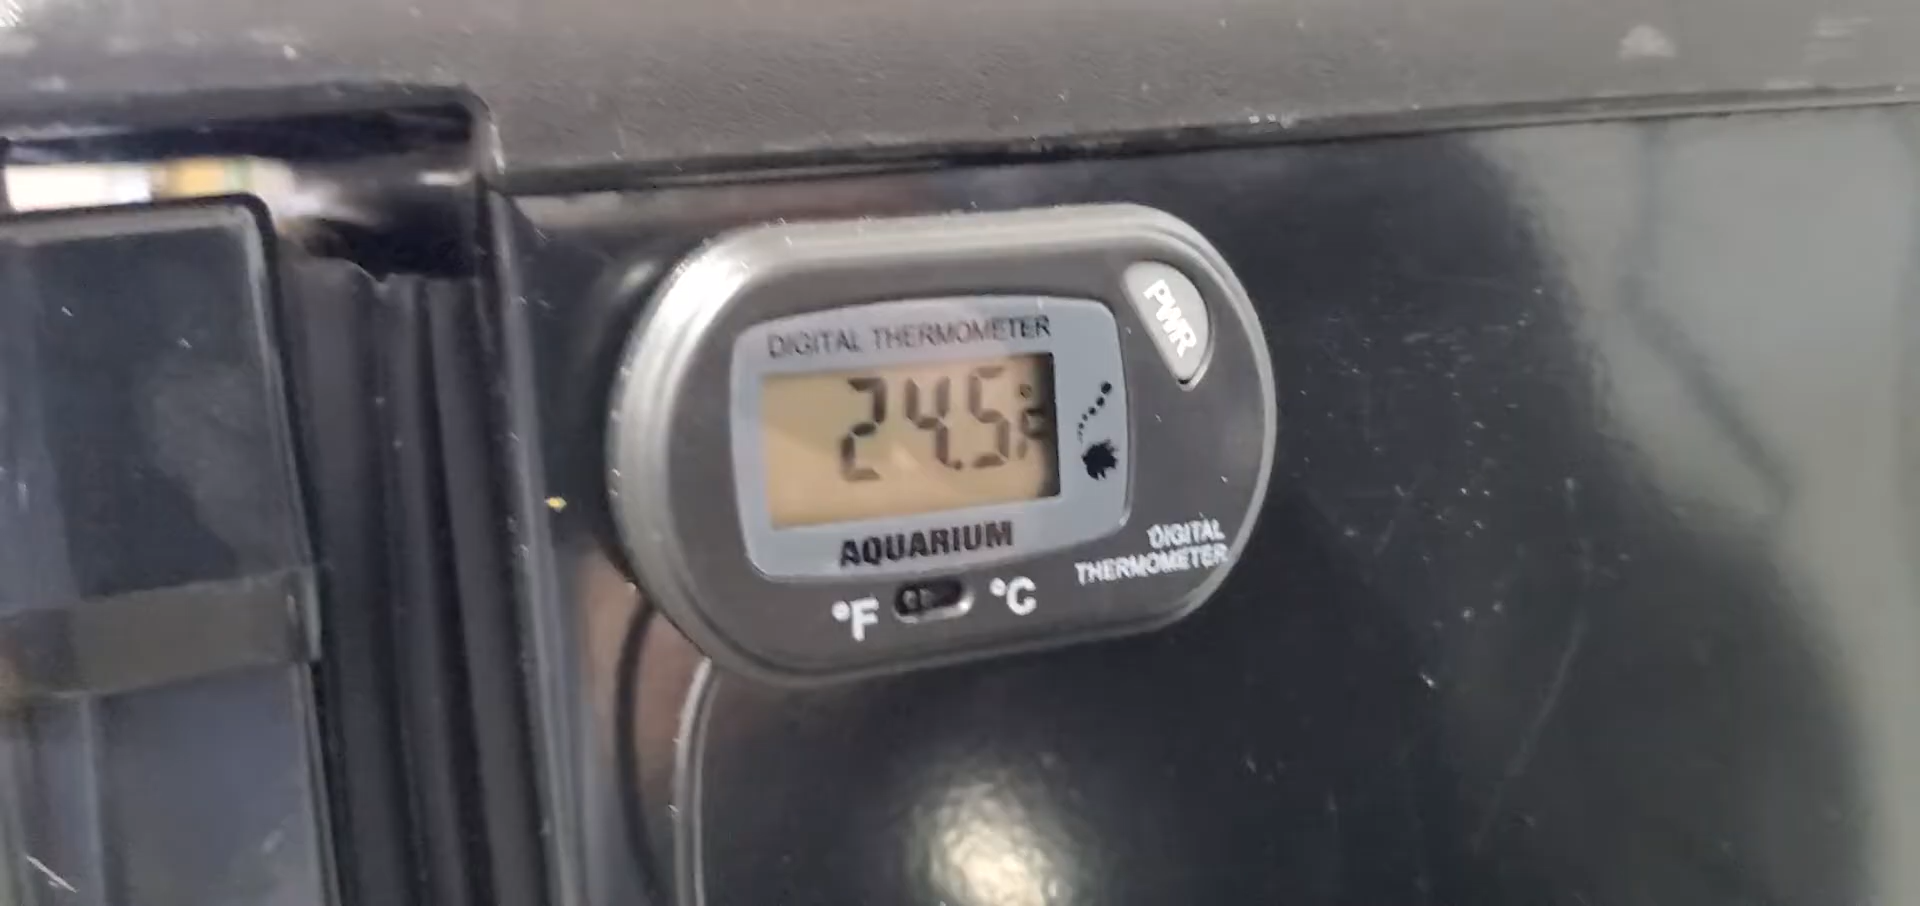 DIGITAL THERMOMETER
PWR
24.5
AQUARIUM
DIGITAL
THERMOMETER
°F °C